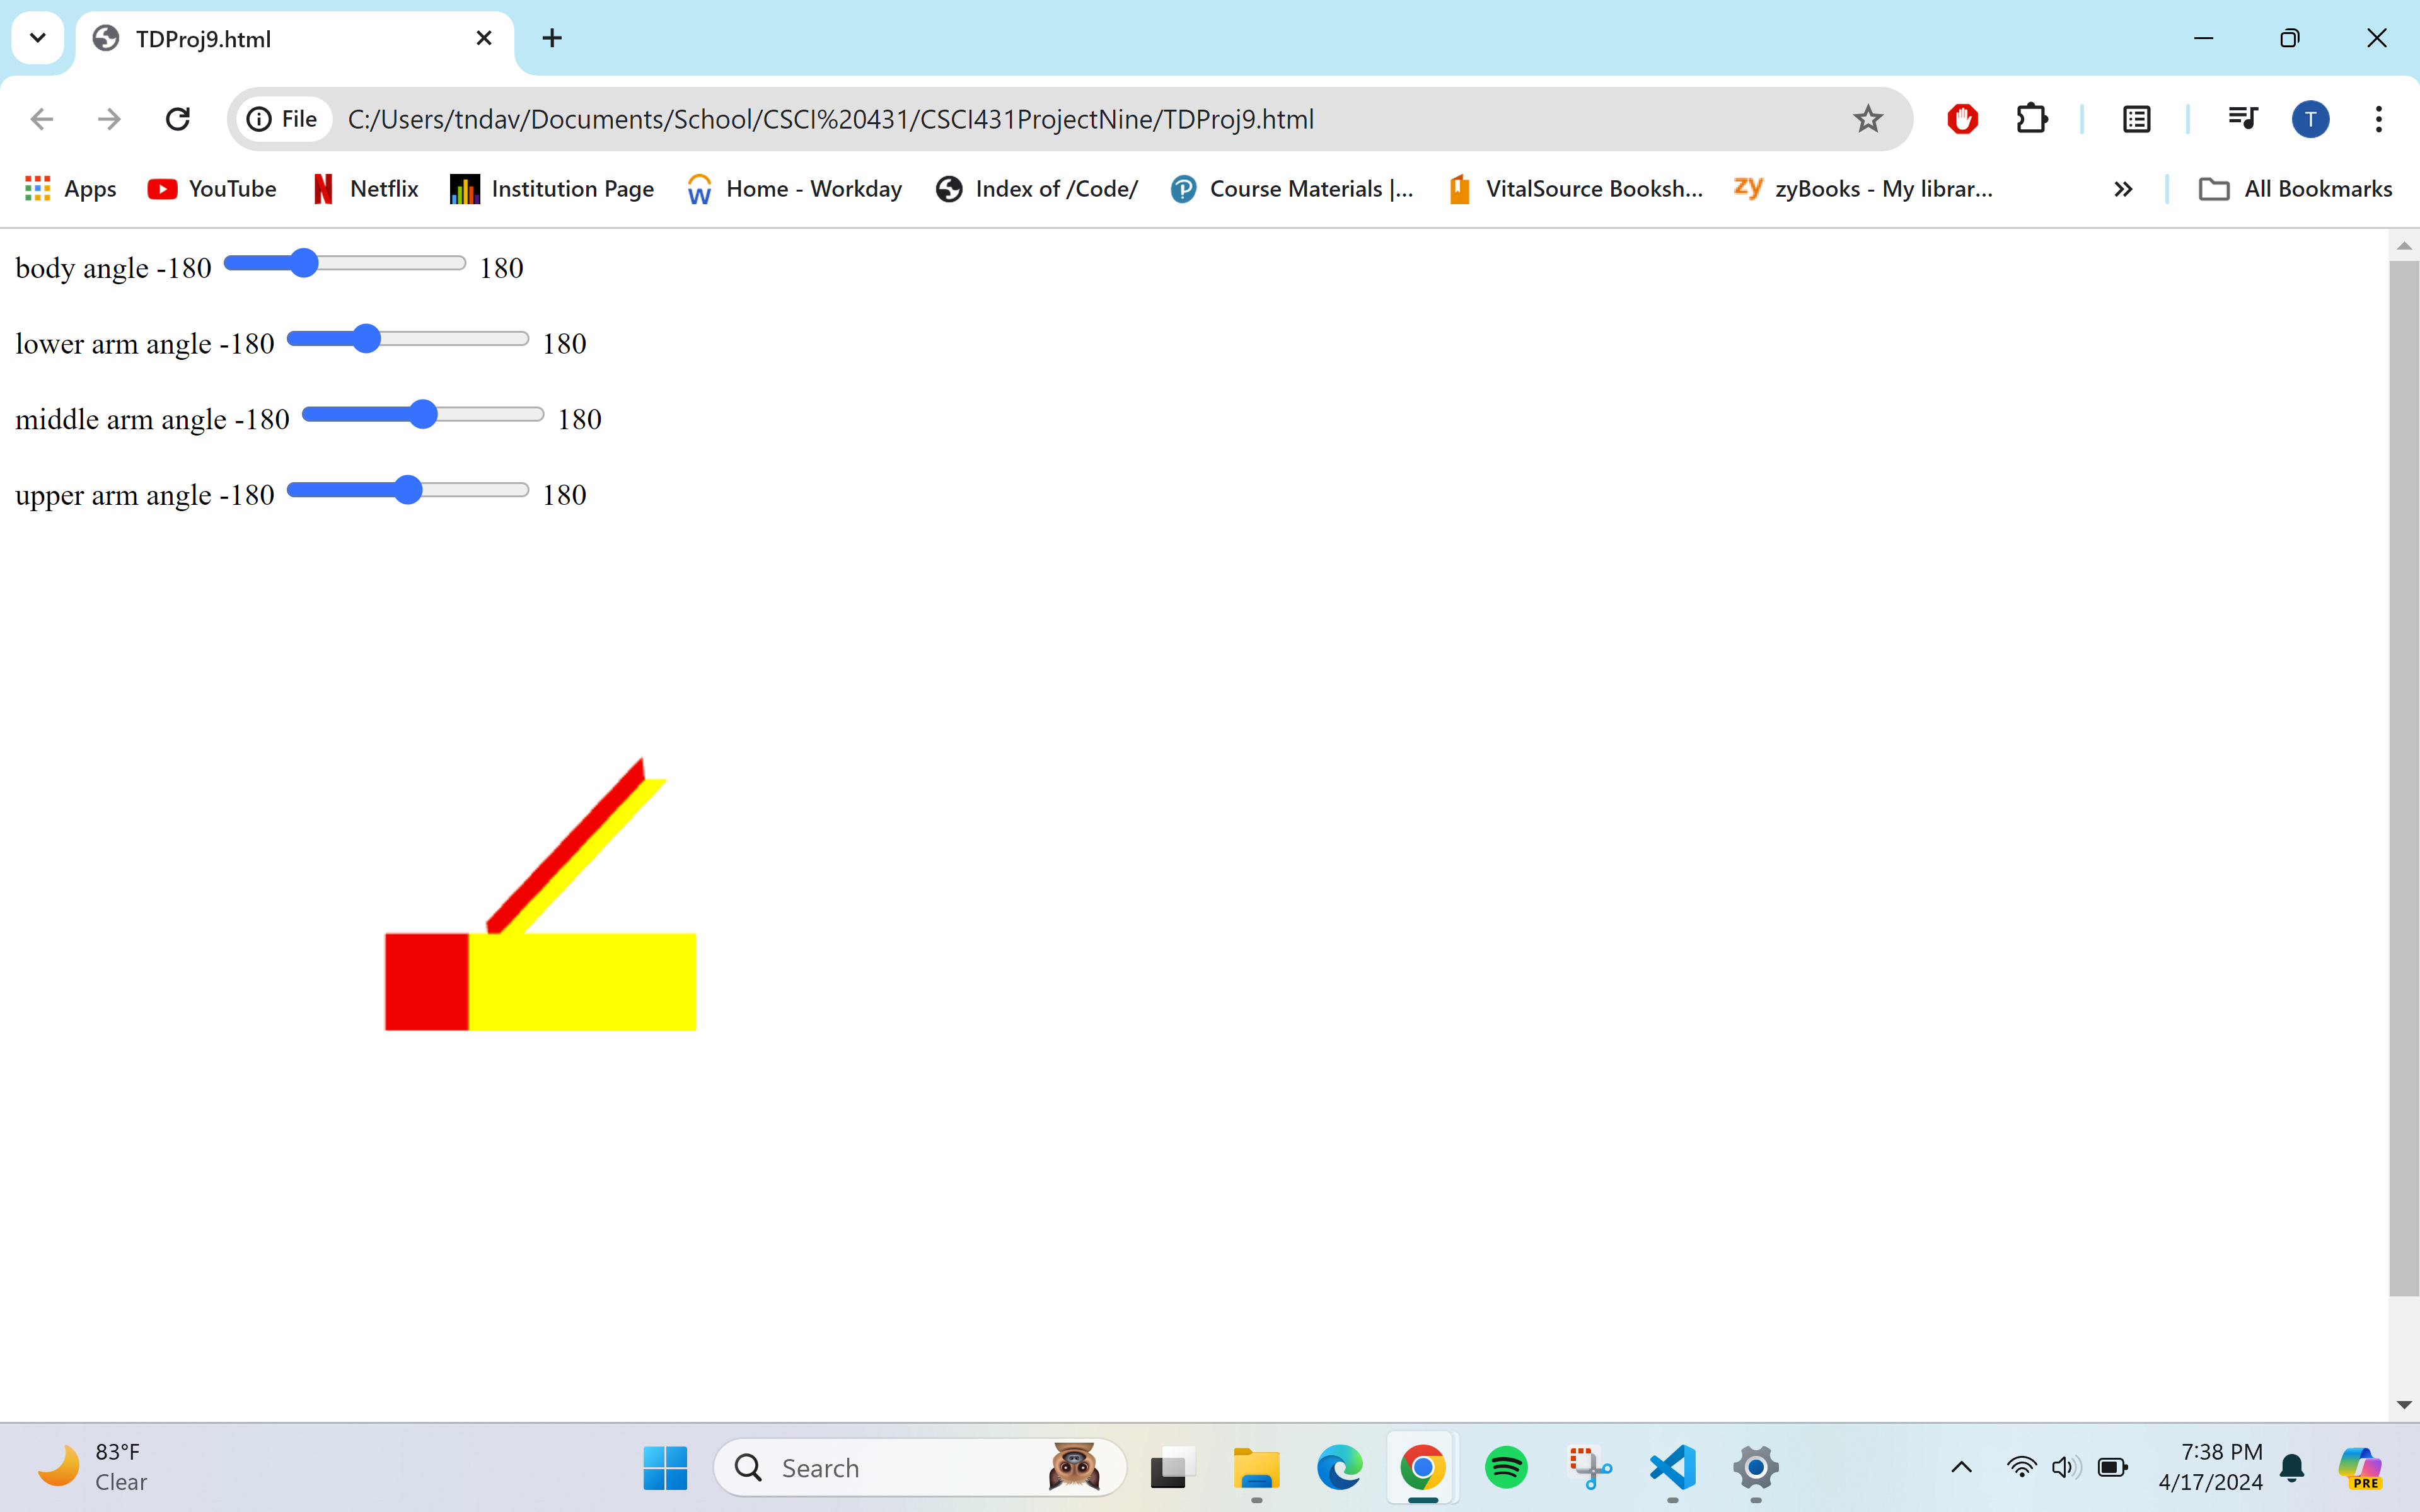 TDProj9.html
File C:/Users/tndav/Documents/School/CSCI%20431/CSCI431ProjectNine/TDProj9.html T
Apps YouTube Netflix Institution Page Home - Workday Index of /Code/ Course Materials |... VitalSource Booksh... zy zyBooks - My librar... » All Bookmarks
body angle -180 180
lower arm angle -180 180
middle arm angle -180 180
upper arm angle -180 180
83°F
Clear
Search
7:38 PM
4/17/2024
PRE